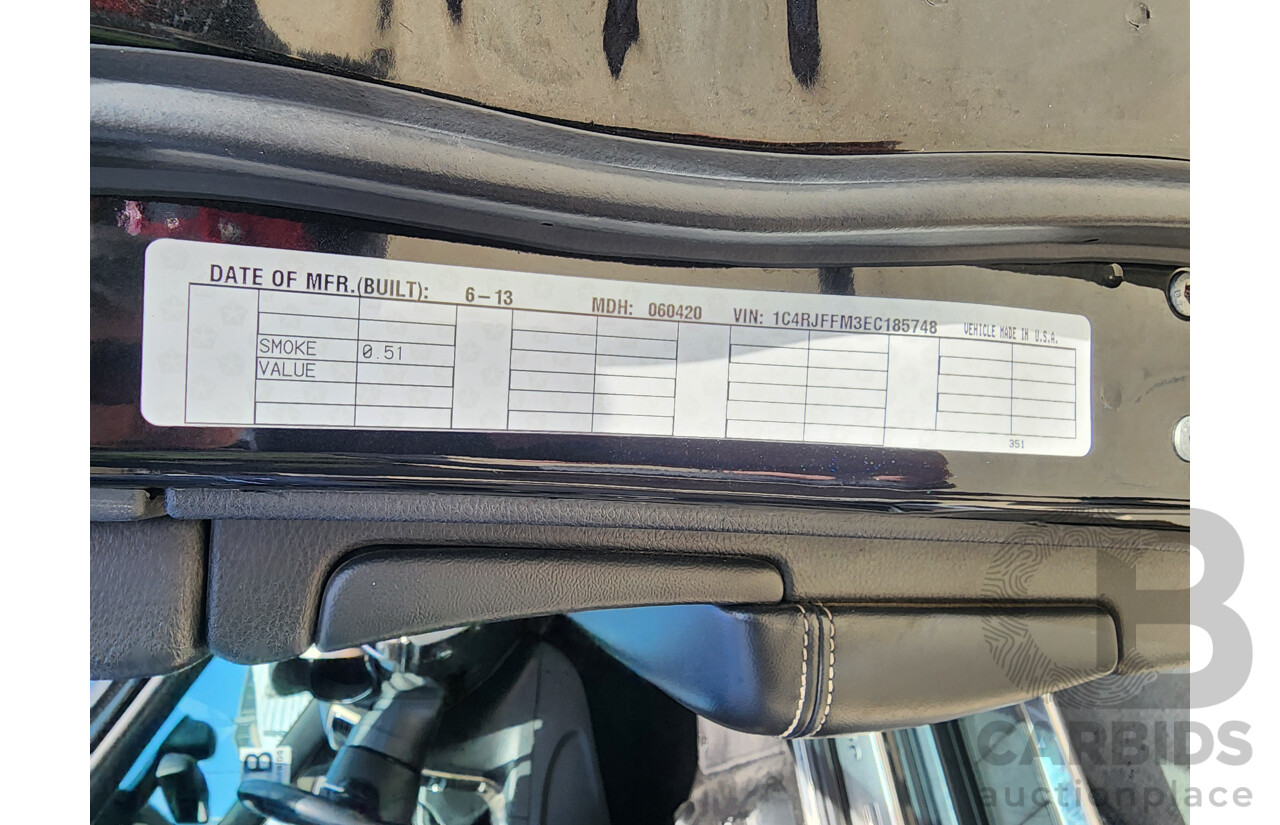 DATE OF MFR.(BUILT): 6-13 MDH: 060420 VIN: 1C4RJFFM3EC185748 VEHICLE MADE IN U.S.A.
SMOKE 0.51
VALUE
351
B
CB
CARBIDS
auctionplace